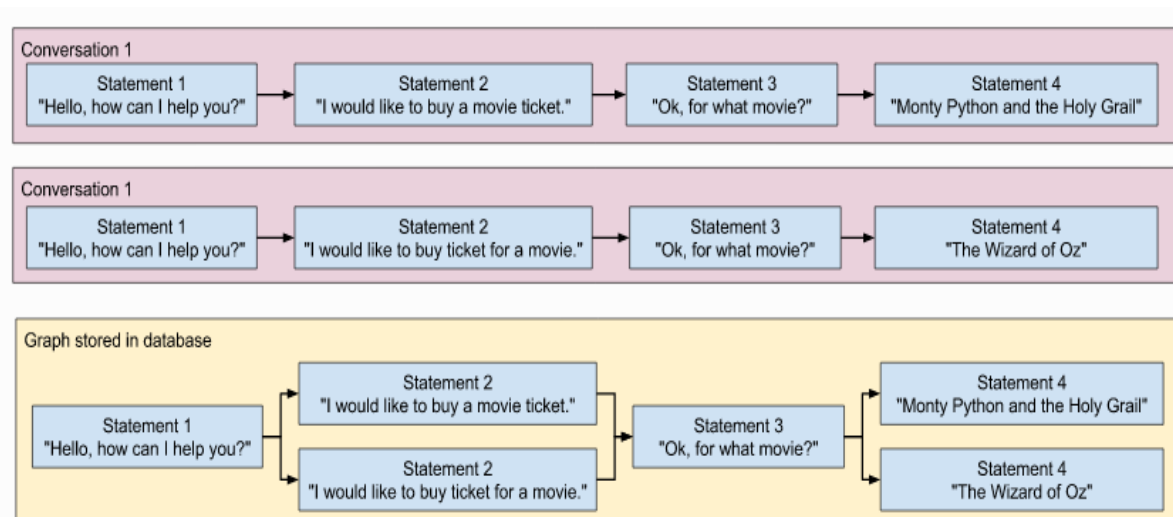 Conversation 1
Statement 1
"Hello, how can I help you?"
Statement 2
"I would like to buy a movie ticket."
Statement 3
"Ok, for what movie?"
Statement 4
"Monty Python and the Holy Grail"
Conversation 1
Statement 1
"Hello, how can I help you?"
Statement 2
"I would like to buy ticket for a movie."
Statement 3
"Ok, for what movie?"
Statement 4
"The Wizard of Oz"
Graph stored in database
Statement 1
"Hello, how can I help you?"
Statement 2
"I would like to buy a movie ticket."
Statement 2
"I would like to buy ticket for a movie."
Statement 3
"Ok, for what movie?"
Statement 4
"Monty Python and the Holy Grail"
Statement 4
"The Wizard of Oz"